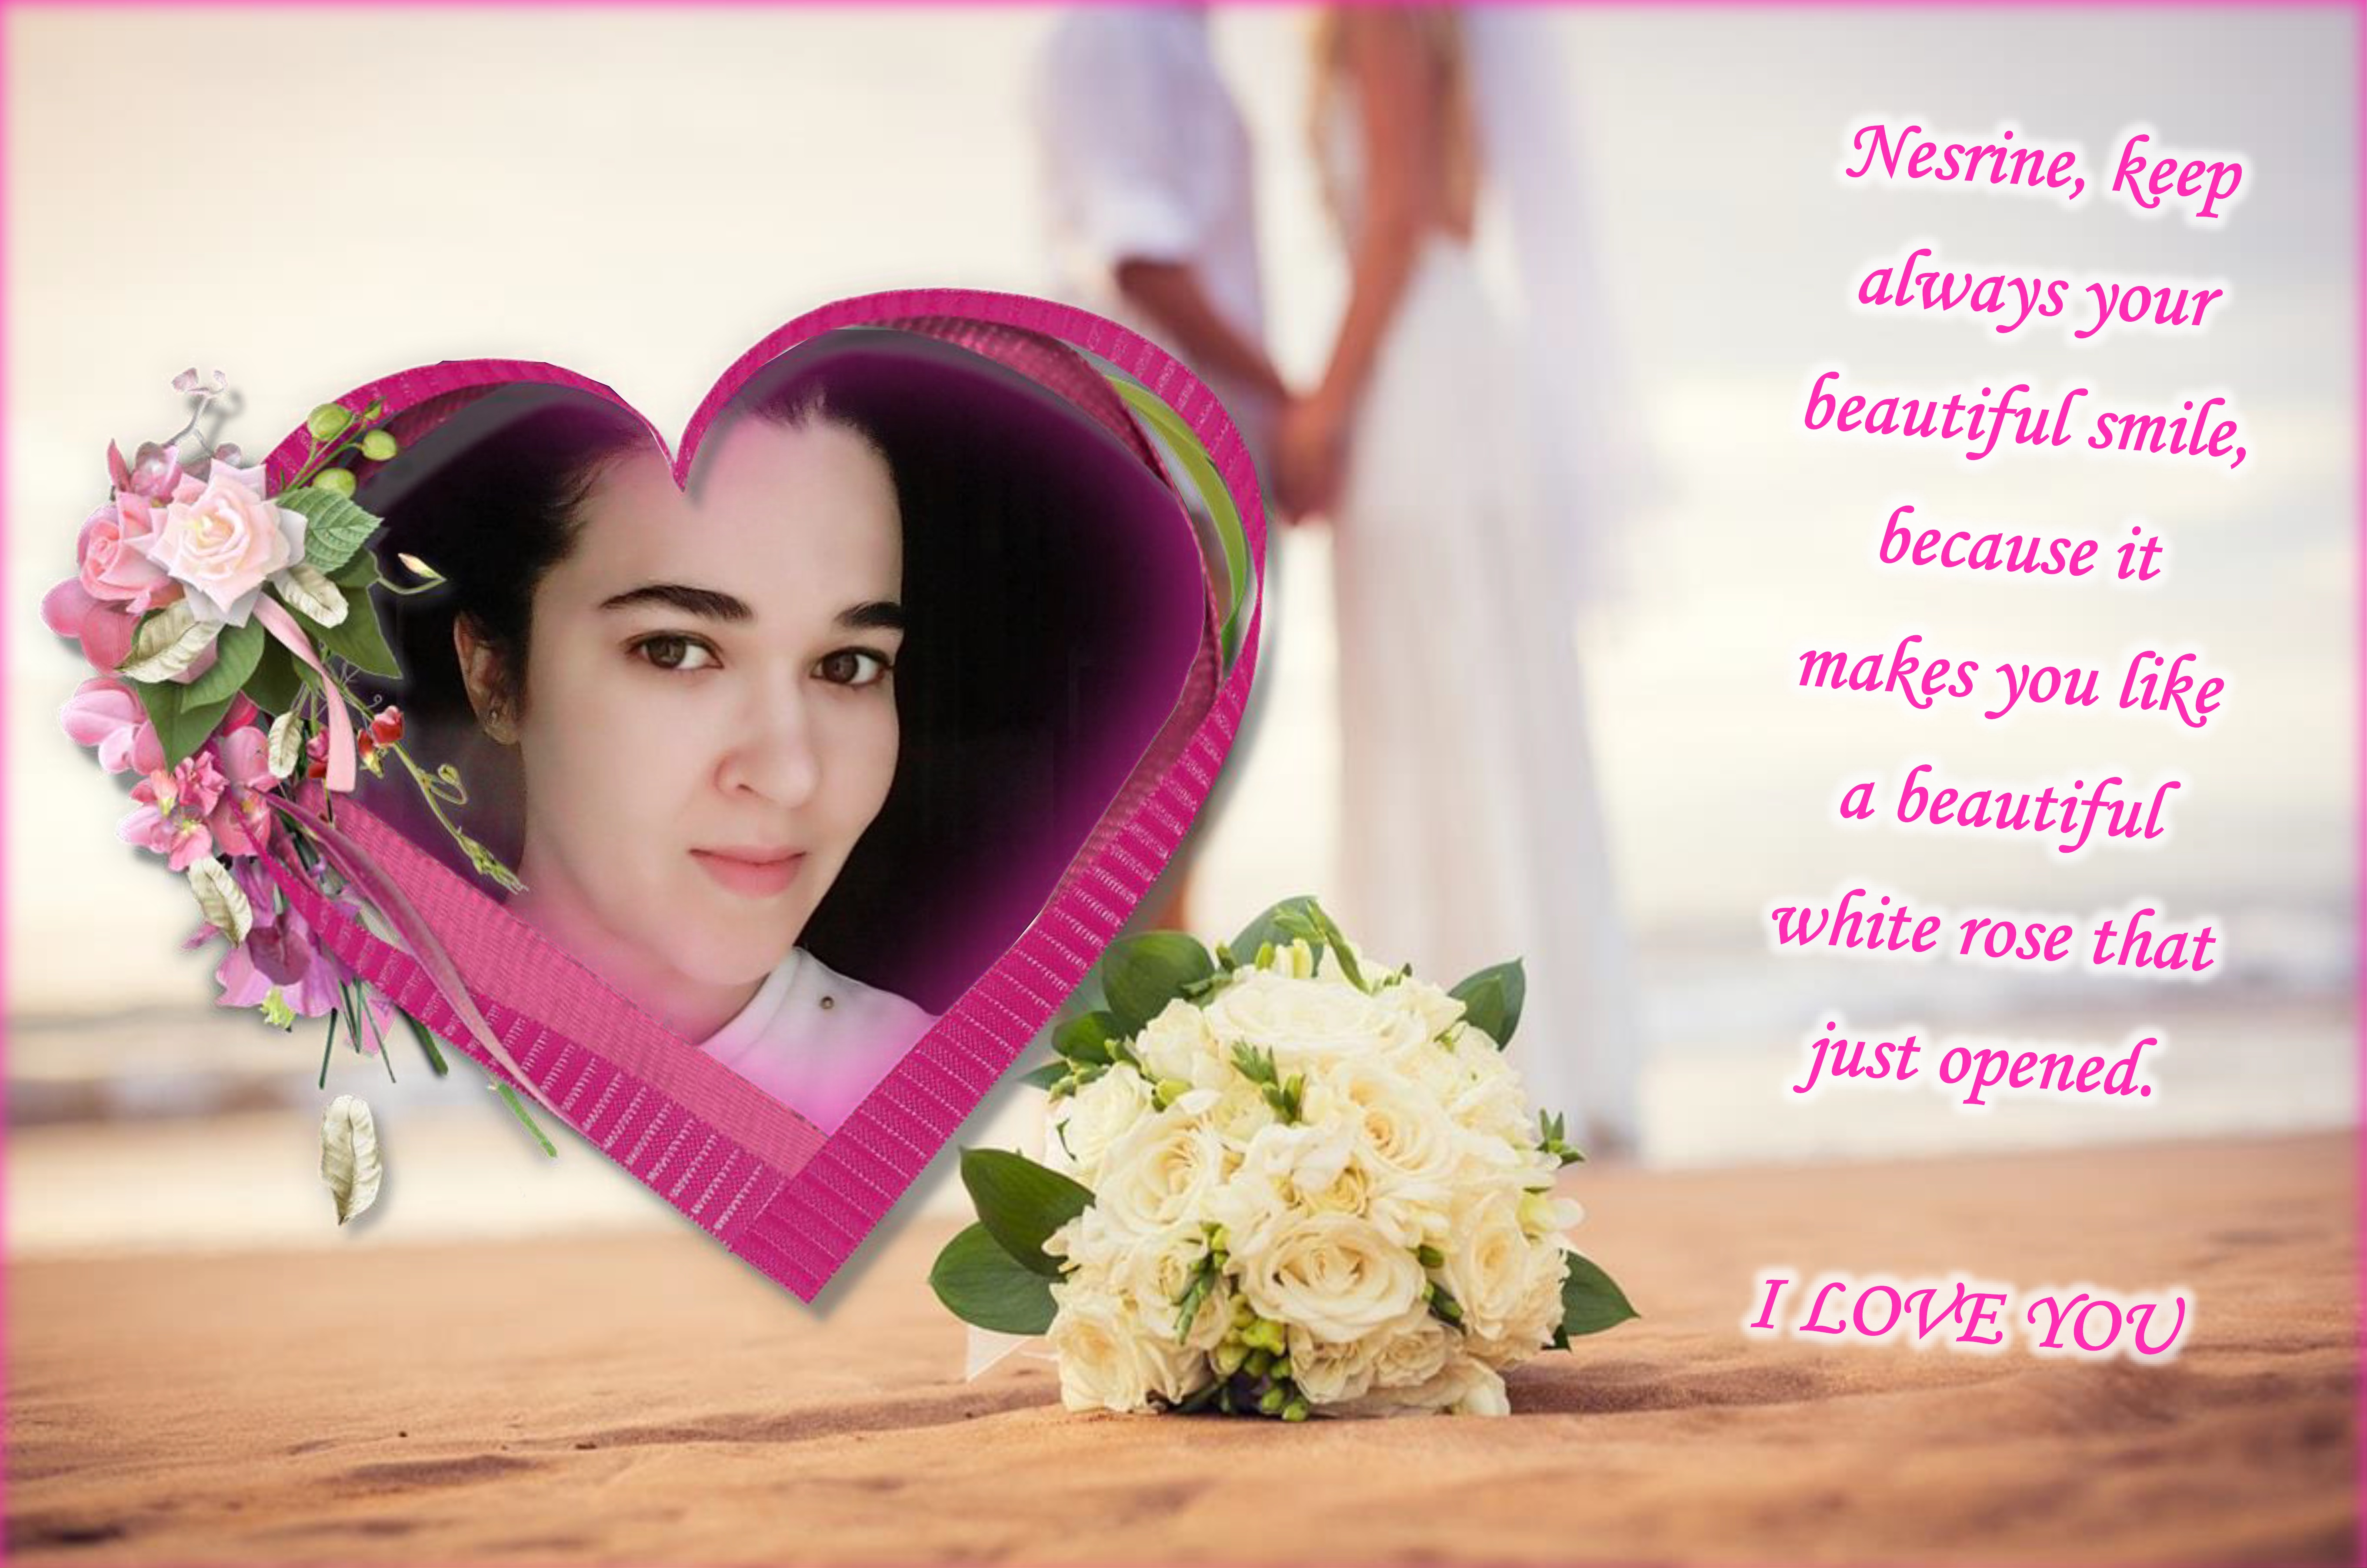 Nesrine, keep
always your
beautiful smile,
because it
makes you like
a beautiful
white rose that
just opened.
I LOVE YOU